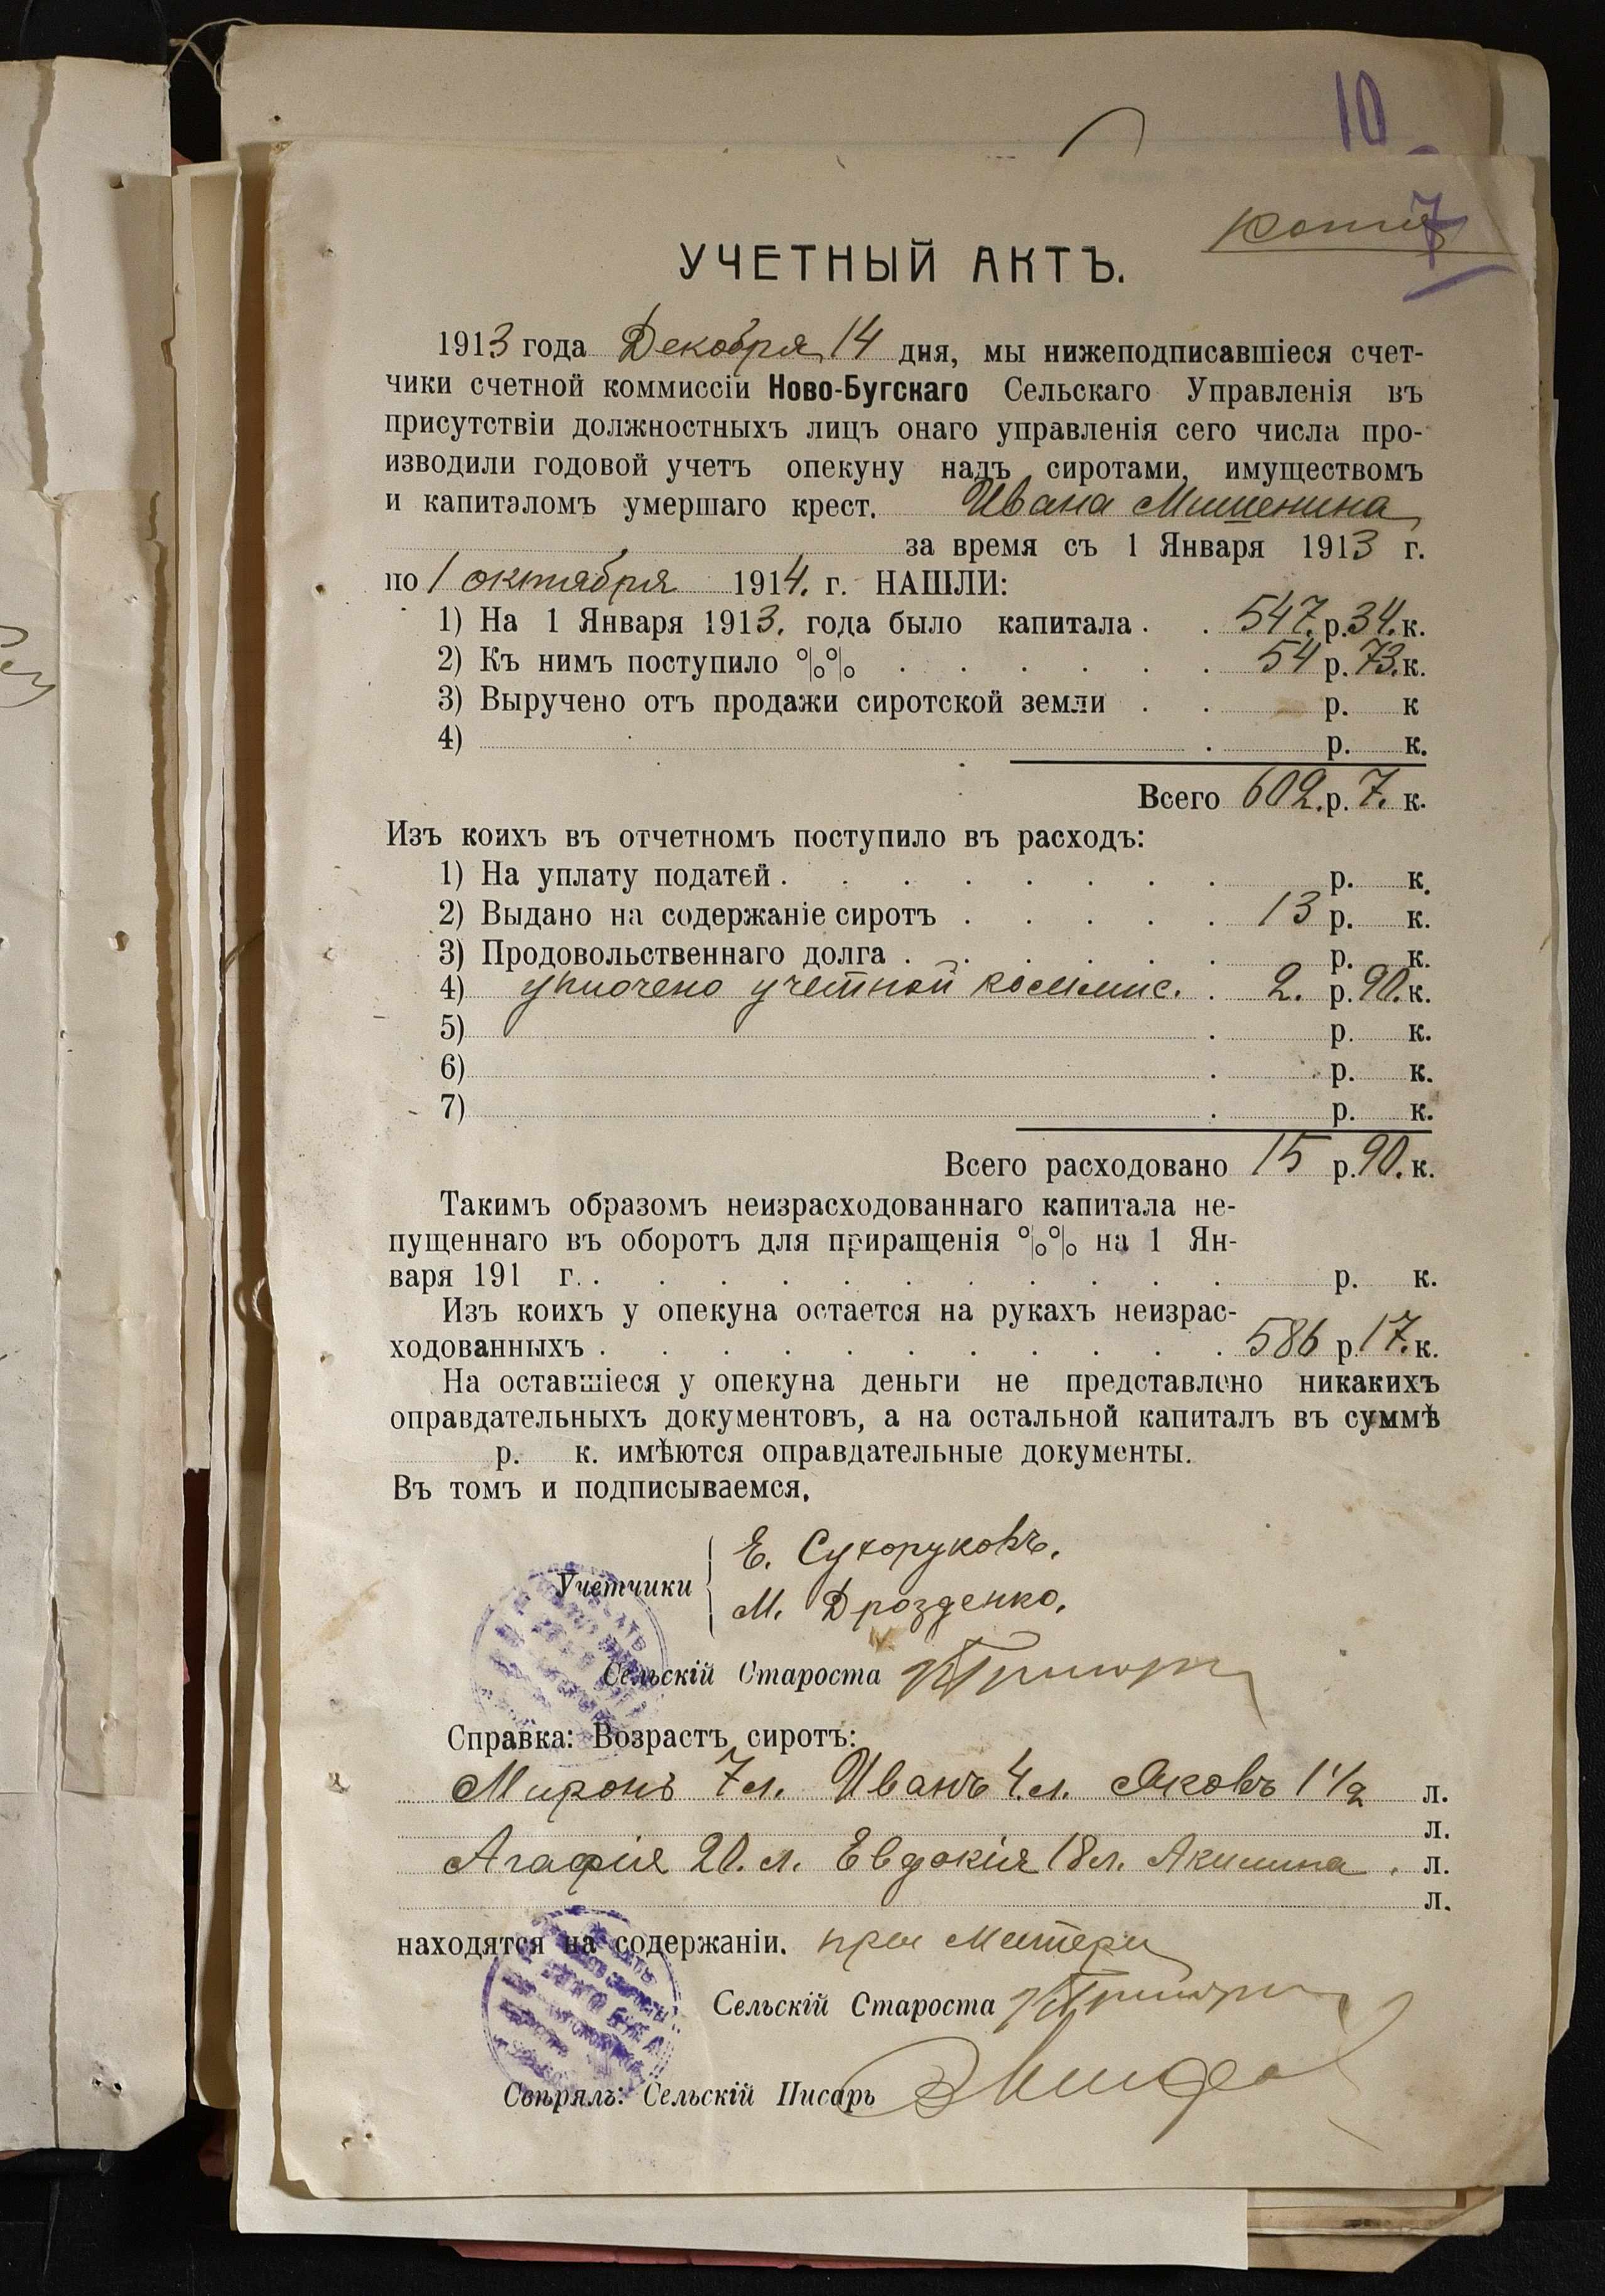 10
копія
7
УЧЕТНЫЙ АКТЪ.
1913 года Декабря 14 дня, мы нижеподписавшіеся счет-
чики счетной коммиссіи Ново-Бугскаго Сельскаго Управленія въ
присутствіи должностныхъ лицъ онаго управленія сего числа про-
изводили годовой учетъ опекуну надъ сиротами, имуществомъ
и капиталомъ умершаго крест. Ивана Мишенина
за время съ 1 Января 1913 г.
по 1 октября 1914. г. НАШЛИ:
1) На 1 Января 1913. года было капитала . . 547. р. 34. к.
2) Къ нимъ поступило %% . . . . . . 54 р. 73. к.
3) Выручено отъ продажи сиротской земли . . р. к
4) . р. к.
Всего 602. р. 7. к.
Изъ коихъ въ отчетномъ поступило въ расходъ:
1) На уплату податей . . . . . . . . р. к.
2) Выдано на содержаніе сиротъ . . . . . 13 р. к.
3) Продовольственнаго долга . . . . . . р. к.
4) уплочено учетной коммис. . 2. р. 90. к.
5) . р. к.
6) . р. к.
7) . р. к.
Всего расходовано 15 р. 90. к.
Такимъ образомъ неизрасходованнаго капитала не-
пущеннаго въ оборотъ для приращенія %% на 1 Ян-
варя 191 г. . . . . . . . . . . . р. к.
Изъ коихъ у опекуна остается на рукахъ неизрас-
ходованныхъ . . . . . . . . . . . 586 р. 17. к.
На оставшіеся у опекуна деньги не представлено никакихъ
оправдательныхъ документовъ, а на остальной капиталъ въ суммѣ
р. к. имѣются оправдательные документы.
Въ томъ и подписываемся.
Е. Сухоруковъ.
Учетчики
М. Дрозденко.
Сельскій Староста
Справка: Возрастъ сиротъ:
Миронъ 7 л. Иванъ 4. л. Яковъ 1 1/2 л.
л.
Агафія 20. л. Евдокія 18 л. Акилина . л.
л.
находятся на содержаніи. при Матери
Сельскій Староста
Свѣрялъ: Сельскій Писарь